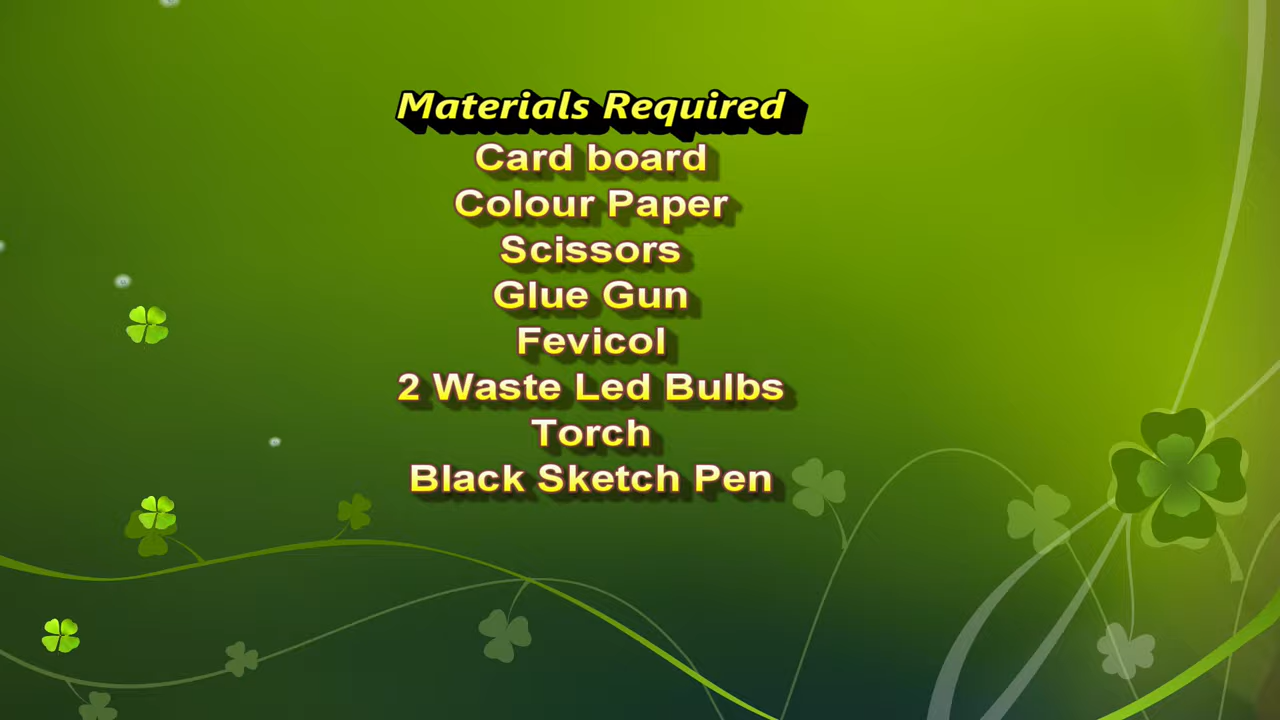 Materials Required
Card board
Colour Paper
Scissors
Glue Gun
Fevicol
2 Waste Led Bulbs
Torch
Black Sketch Pen